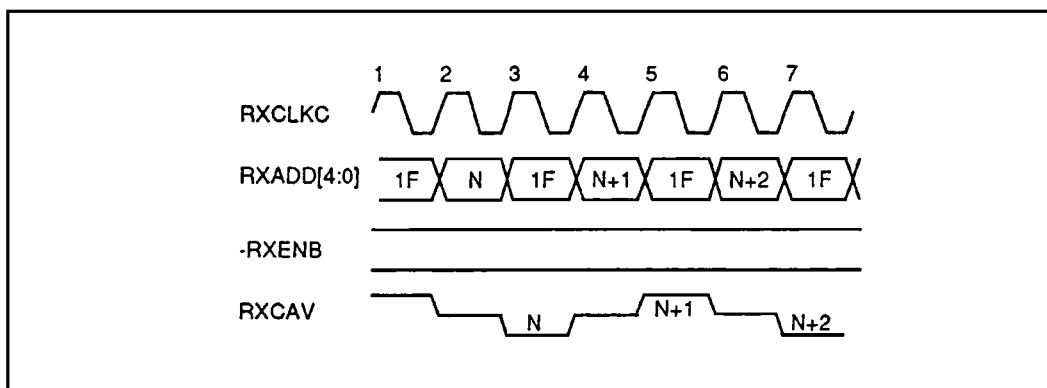 1 2 3 4 5 6 7
RXCLKC
RXADD[4:0] 1F N 1F N+1 1F N+2 1F
-RXENB
RXCAV N N+1 N+2